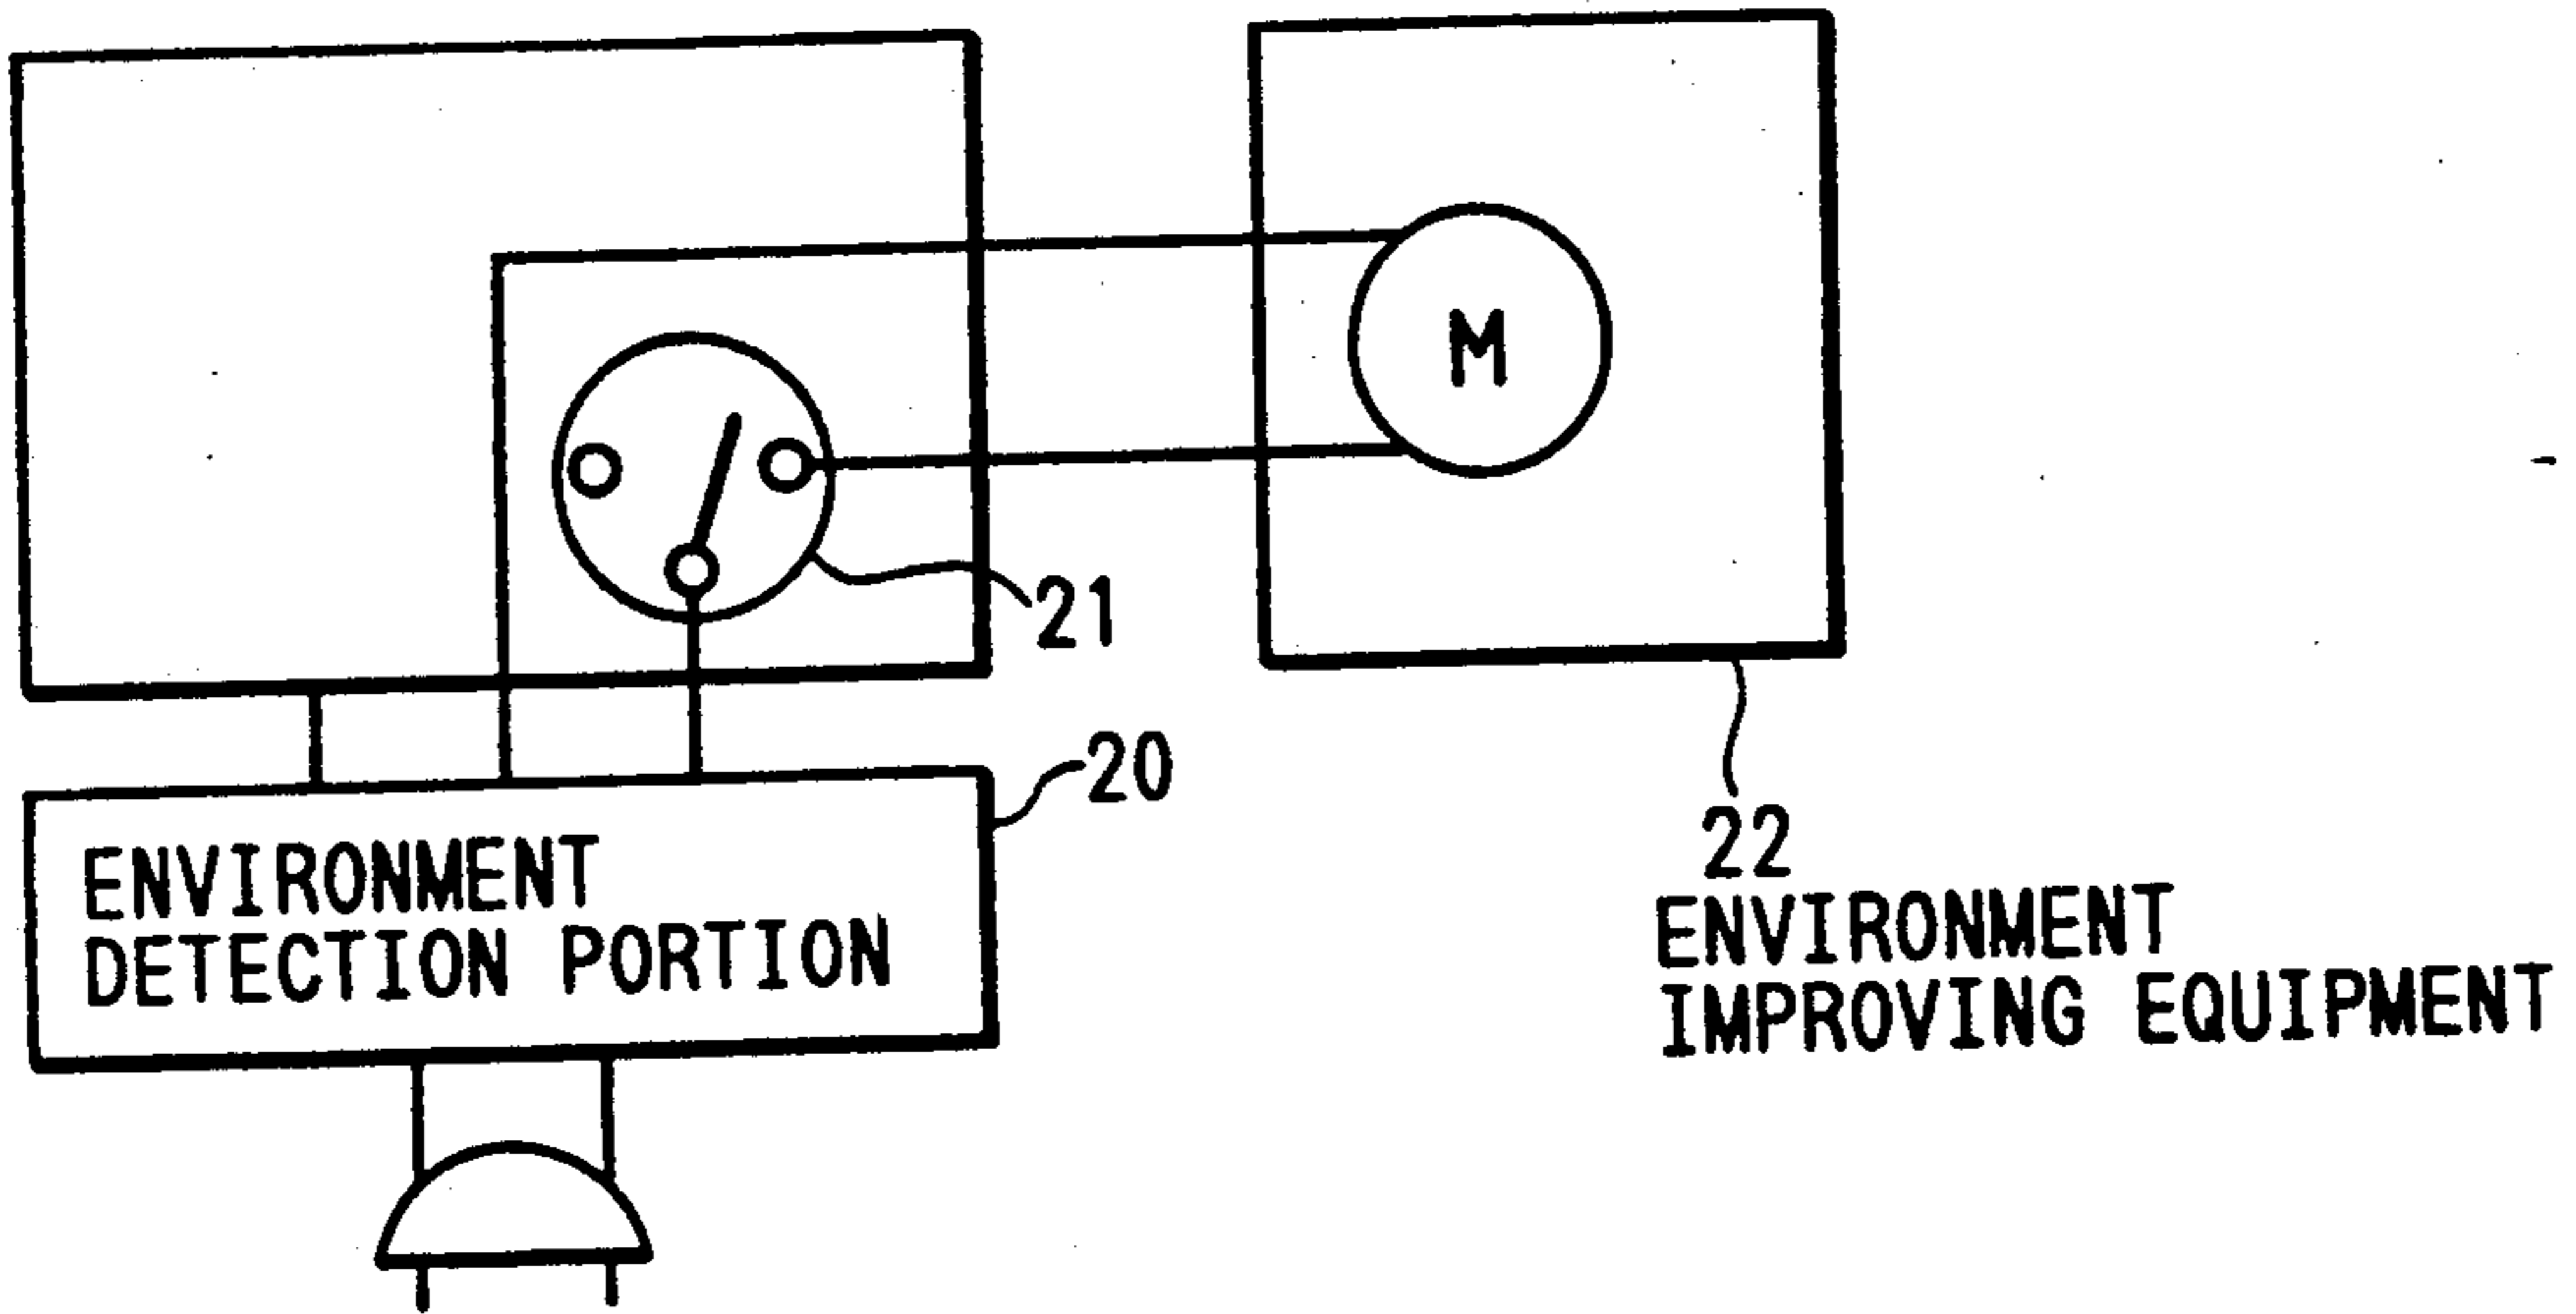 M
21
20
ENVIRONMENT
DETECTION PORTION
22
ENVIRONMENT
IMPROVING EQUIPMENT